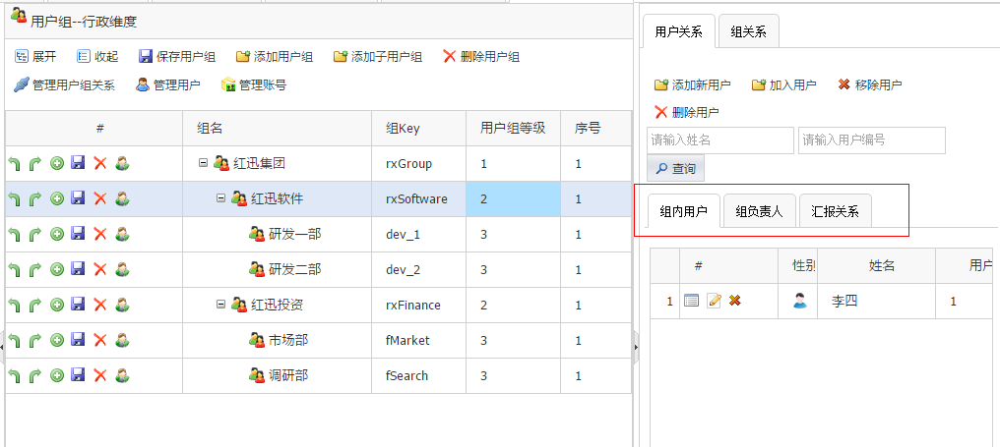 用户组--行政维度
展开 收起 保存用户组 添加用户组 添加子用户组 删除用户组
管理用户组关系 管理用户 管理账号
# 组名 组Key 用户组等级 序号
红迅集团 rxGroup 1 1
红迅软件 rxSoftware 2 1
研发一部 dev_1 3 1
研发二部 dev_2 3 1
红迅投资 rxFinance 2 1
市场部 fMarket 3 1
调研部 fSearch 3 1
用户关系 组关系
添加新用户 加入用户 移除用户
删除用户
请输入姓名 请输入用户编号
查询
组内用户 组负责人 汇报关系
# 性别 姓名 用户
1 李四 1